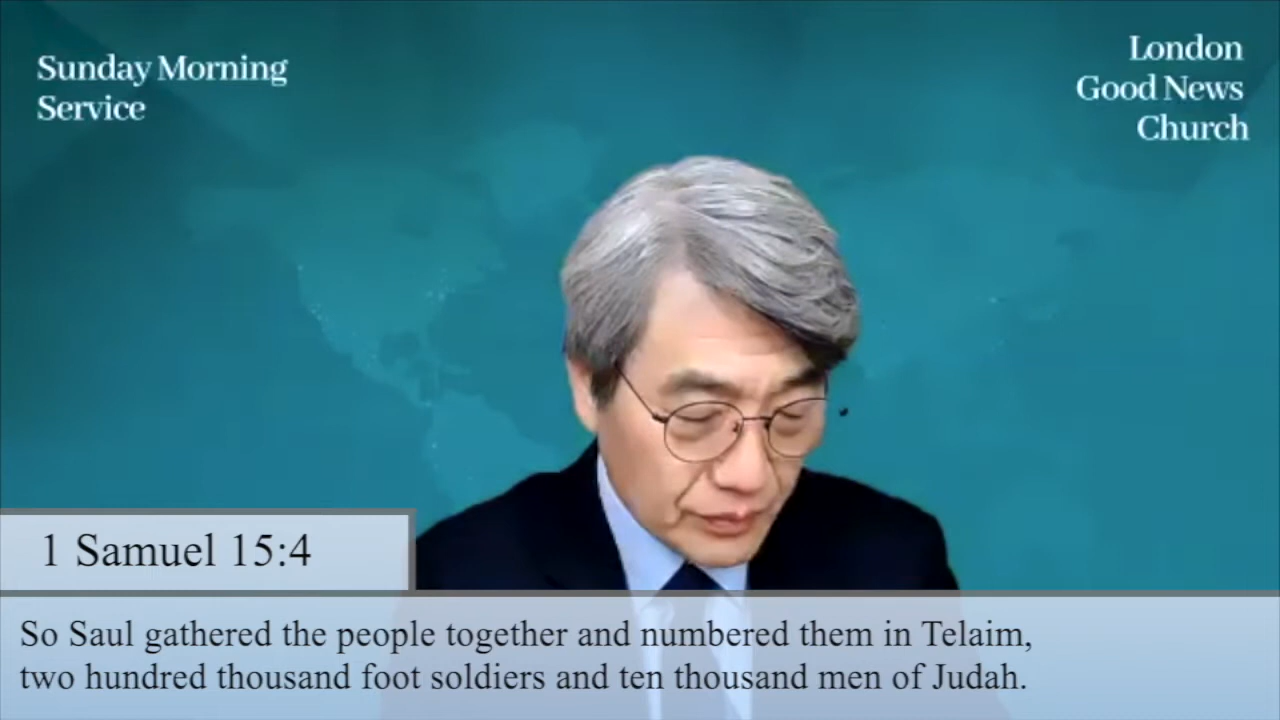 Sunday Morning
Service
London
Good News
Church
1 Samuel 15:4
So Saul gathered the people together and numbered them in Telaim,
two hundred thousand foot soldiers and ten thousand men of Judah.